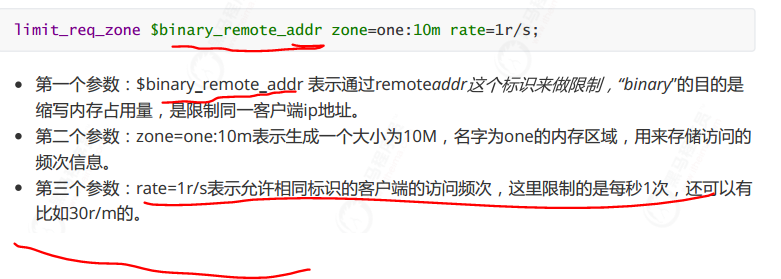 limit_req_zone $binary_remote_addr zone=one:10m rate=1r/s;
第一个参数：$binary_remote_addr 表示通过remoteaddr这个标识来做限制，“binary”的目的是
缩写内存占用量，是限制同一客户端ip地址。
第二个参数：zone=one:10m表示生成一个大小为10M，名字为one的内存区域，用来存储访问的
频次信息。
第三个参数：rate=1r/s表示允许相同标识的客户端的访问频次，这里限制的是每秒1次，还可以有
比如30r/m的。